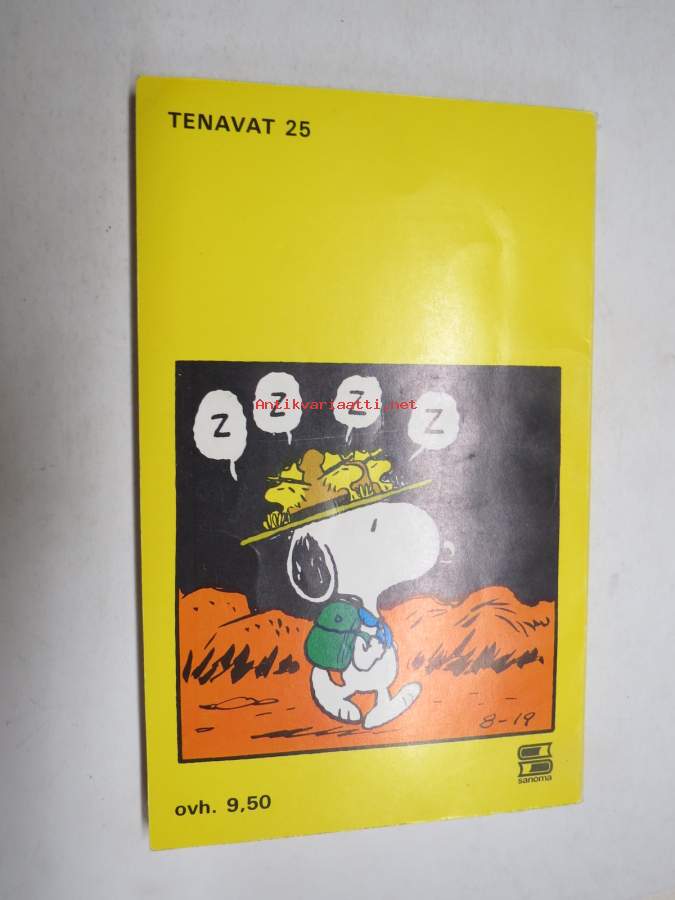 TENAVAT 25
Z Z Z Z
Antikvariaatti.net
8-19
sanoma
ovh. 9,50